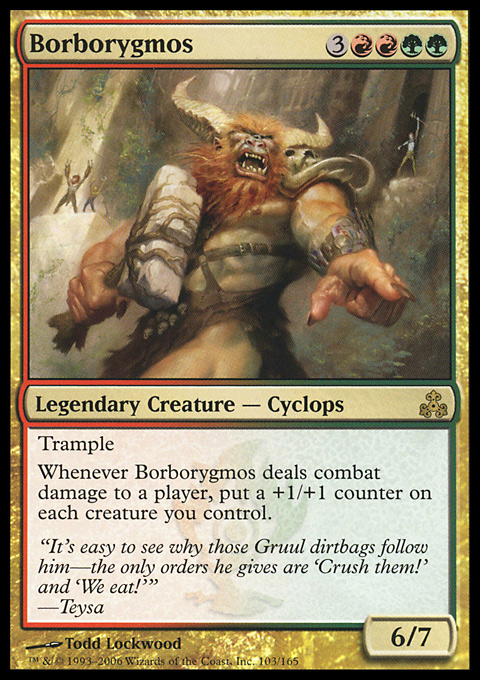 Borborygmos 3
Legendary Creature — Cyclops
Trample
Whenever Borborygmos deals combat
damage to a player, put a +1/+1 counter on
each creature you control.
“It’s easy to see why those Gruul dirtbags follow
him—the only orders he gives are ‘Crush them!’
and ‘We eat!’”
—Teysa
6/7
Todd Lockwood
™ & © 1993–2006 Wizards of the Coast, Inc. 103/165